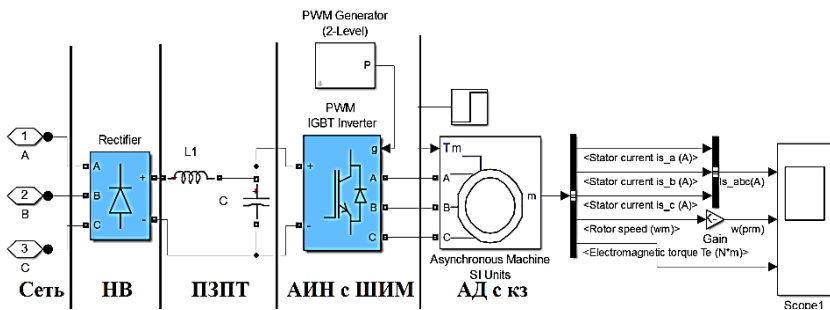 PWM Generator
(2-Level)
P
PWM
IGBT Inverter
Rectifier
L1
C
1
A
2
B
3
C
A
B
C
+
-
+
-
g
A
B
C
Tm
A
B
C
m
Asynchronous Machine
SI Units
<Stator current is_a (A)>
<Stator current is_b (A)>
<Stator current is_c (A)>
<Rotor speed (wm)>
<Electromagnetic torque Te (N*m)>
Is_abc(A)
Gain
w(prm)
Scope1
Сеть
НВ
ПЗПТ
АИН с ШИМ
АД с кз